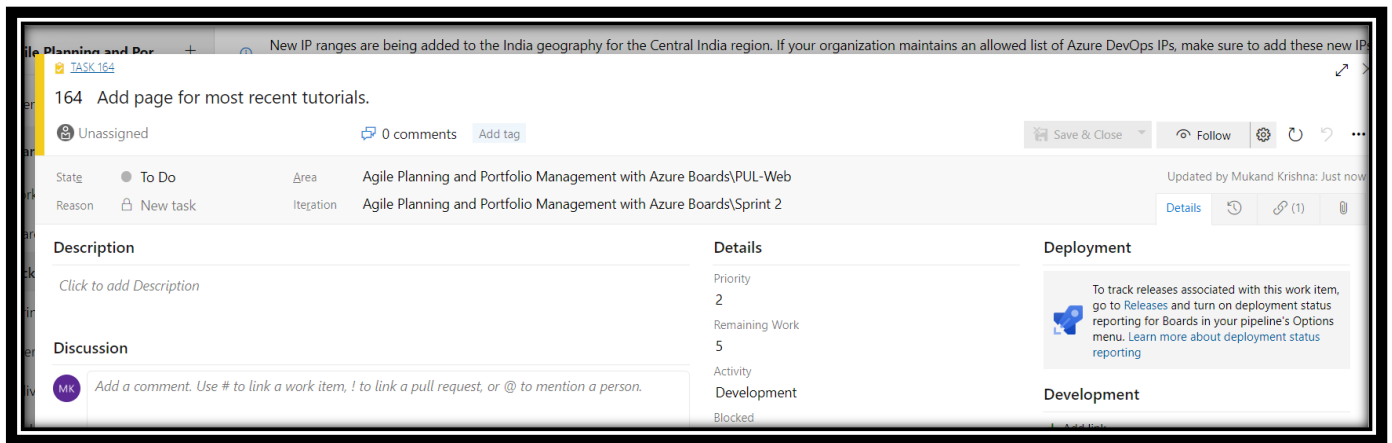 ile Planning and Por... +
New IP ranges are being added to the India geography for the Central India region. If your organization maintains an allowed list of Azure DevOps IPs, make sure to add these new IPs
TASK 164
164 Add page for most recent tutorials.
Unassigned
0 comments
Add tag
Save & Close
Follow
State
To Do
Area
Agile Planning and Portfolio Management with Azure Boards\PUL-Web
Updated by Mukand Krishna: Just now
Reason
New task
Iteration
Agile Planning and Portfolio Management with Azure Boards\Sprint 2
Details
(1)
Description
Click to add Description
Discussion
MK
Add a comment. Use # to link a work item, ! to link a pull request, or @ to mention a person.
Details
Priority
2
Remaining Work
5
Activity
Development
Blocked
Deployment
To track releases associated with this work item,
go to Releases and turn on deployment status
reporting for Boards in your pipeline's Options
menu. Learn more about deployment status
reporting
Development
Add link